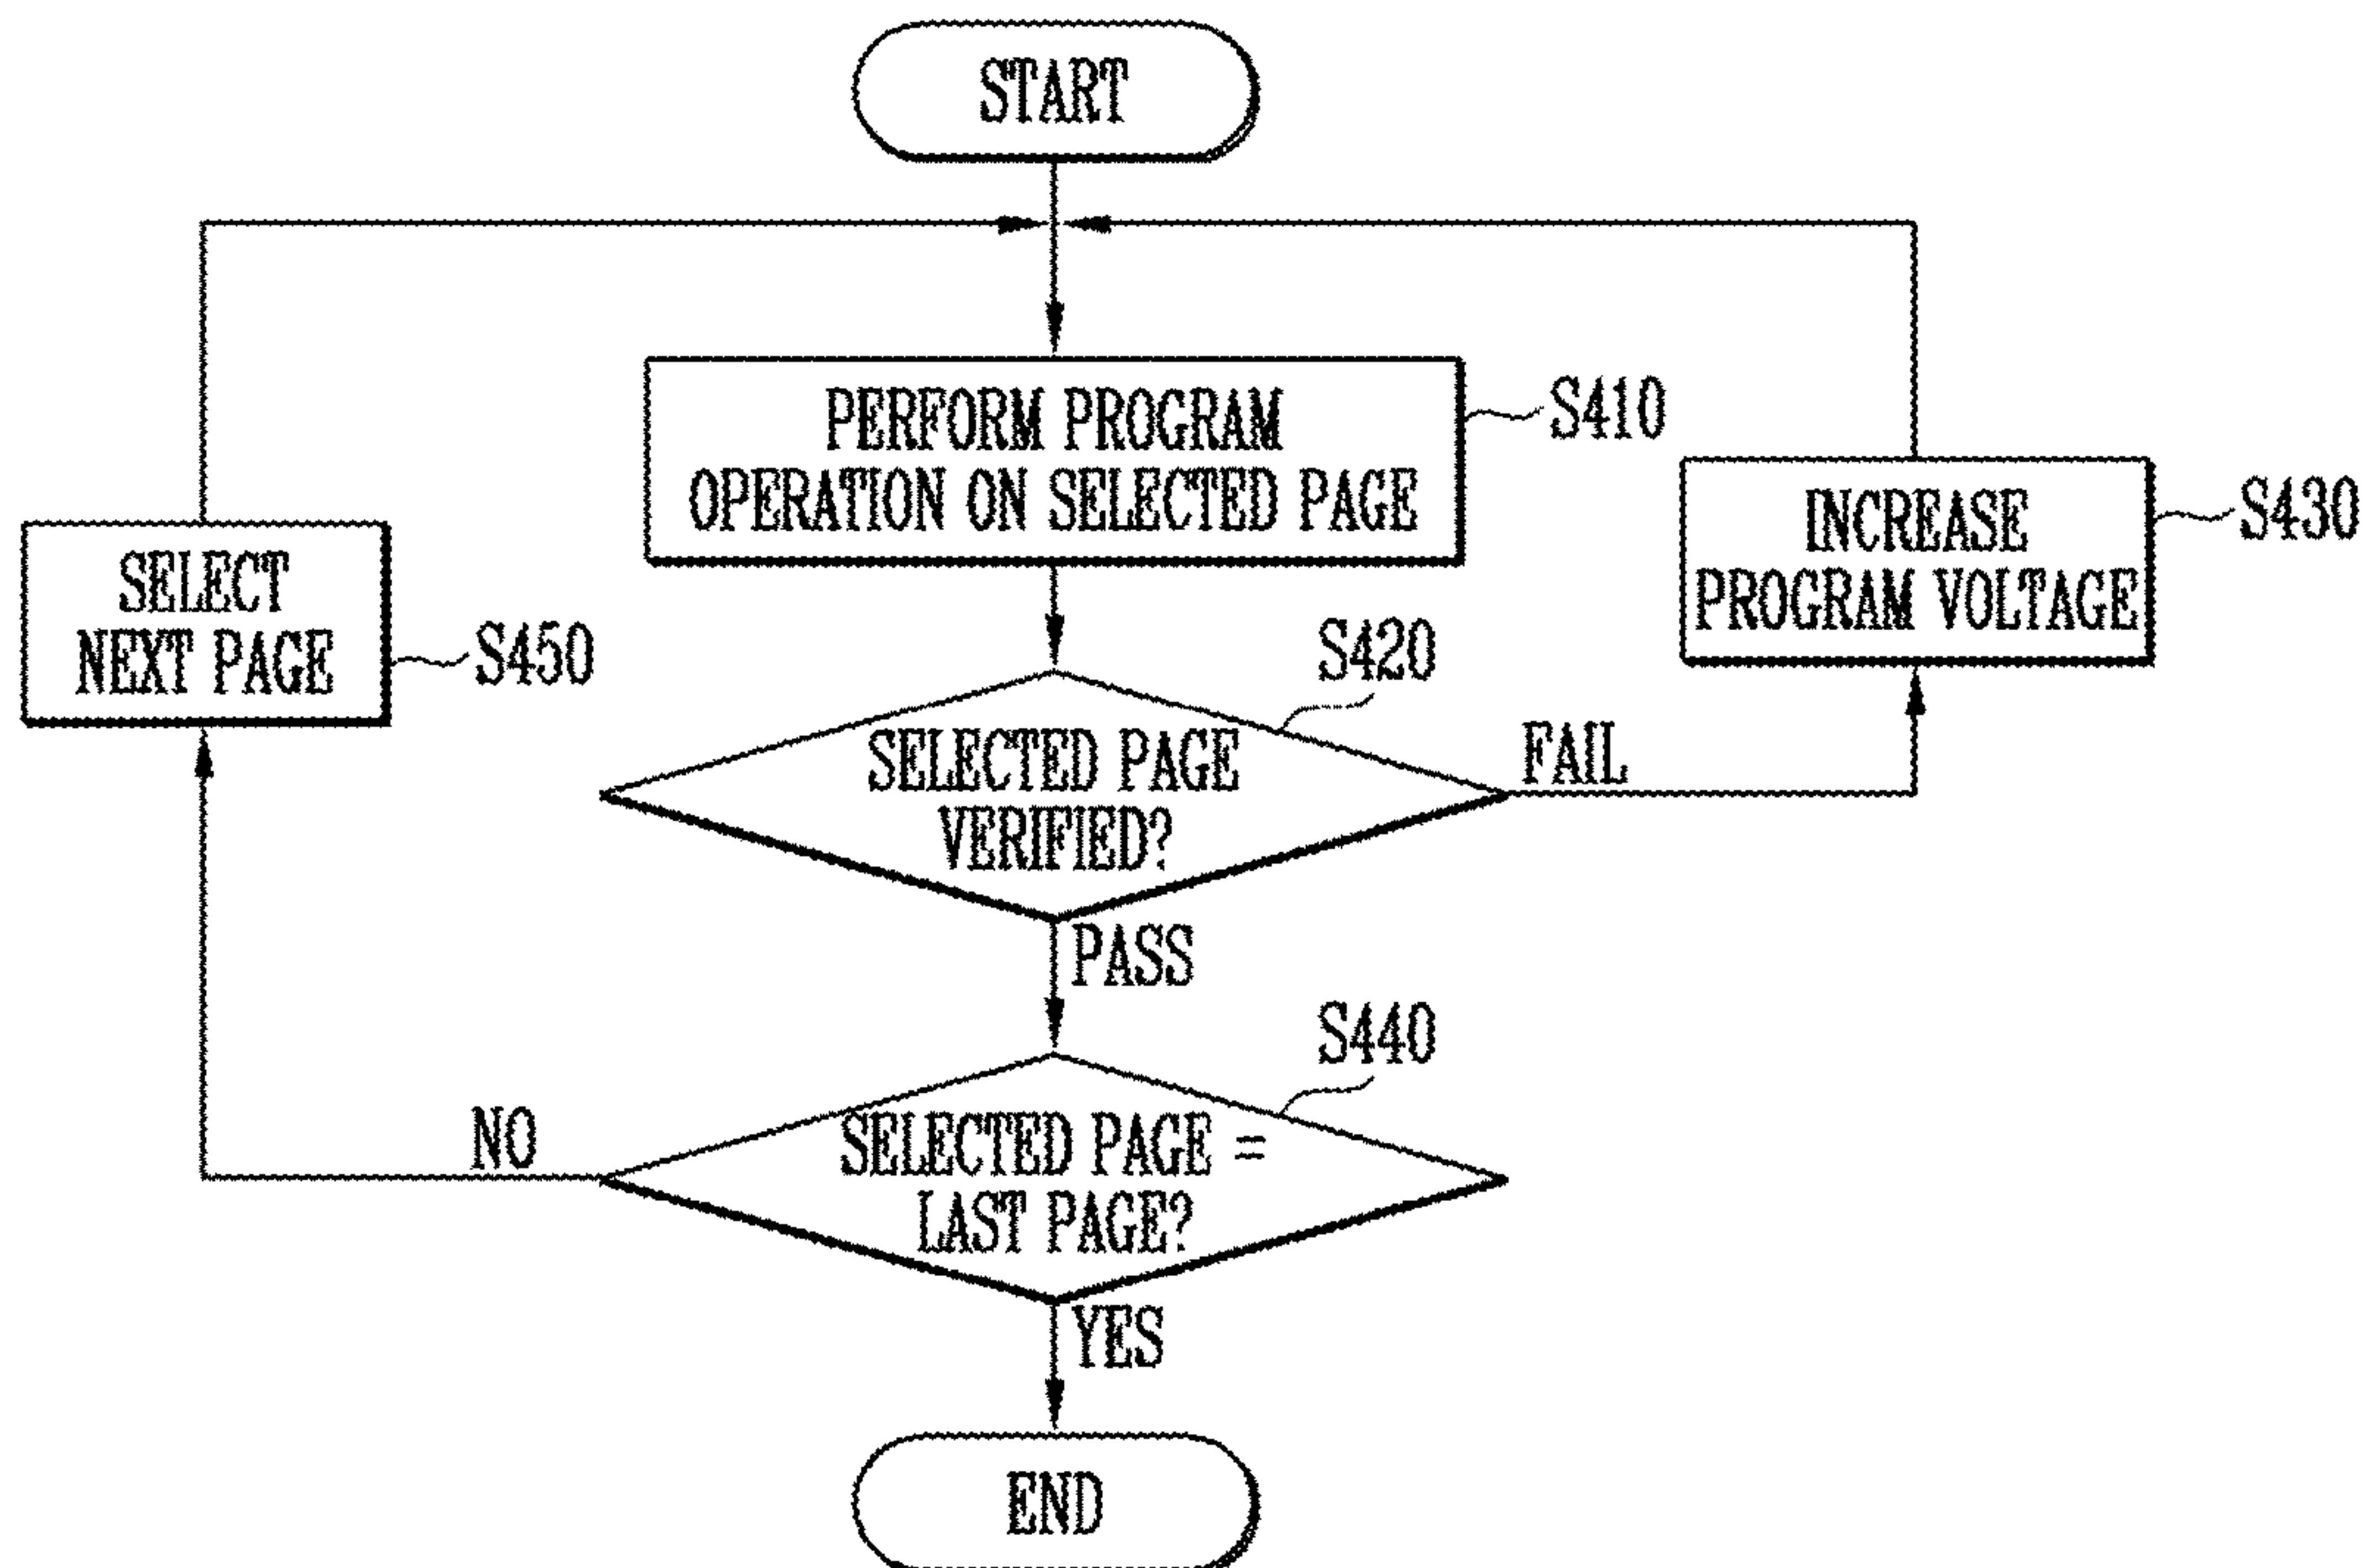 START
PERFORM PROGRAM
OPERATION ON SELECTED PAGE
S410
INCREASE
PROGRAM VOLTAGE
S430
SELECT
NEXT PAGE
S450
S420
SELECTED PAGE
VERIFIED?
FAIL
PASS
S440
SELECTED PAGE =
LAST PAGE?
NO
YES
END